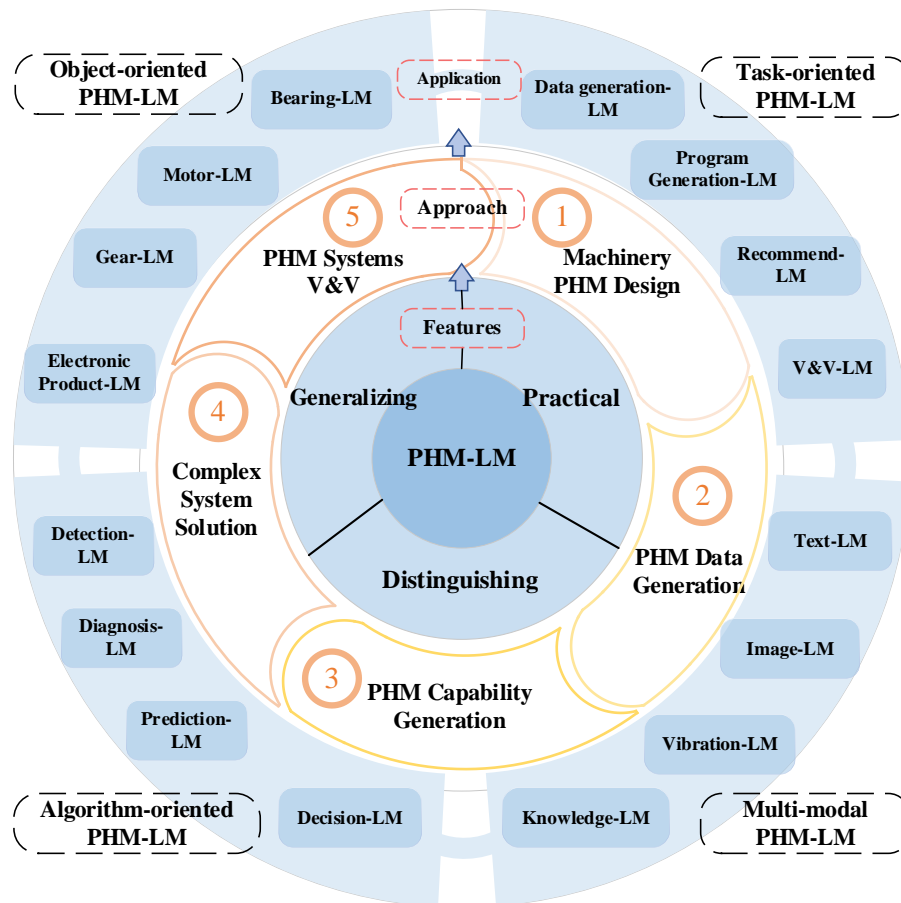 Object-oriented
PHM-LM
Application
Task-oriented
PHM-LM
Bearing-LM
Data generation-
LM
Motor-LM
Program
Generation-LM
Gear-LM
Recommend-
LM
Electronic
Product-LM
V&V-LM
5
PHM Systems
V&V
Approach
1
Machinery
PHM Design
Features
Generalizing
Practical
PHM-LM
Distinguishing
4
Complex
System
Solution
2
PHM Data
Generation
3
PHM Capability
Generation
Detection-
LM
Text-LM
Diagnosis-
LM
Image-LM
Prediction-
LM
Vibration-LM
Algorithm-oriented
PHM-LM
Decision-LM
Knowledge-LM
Multi-modal
PHM-LM